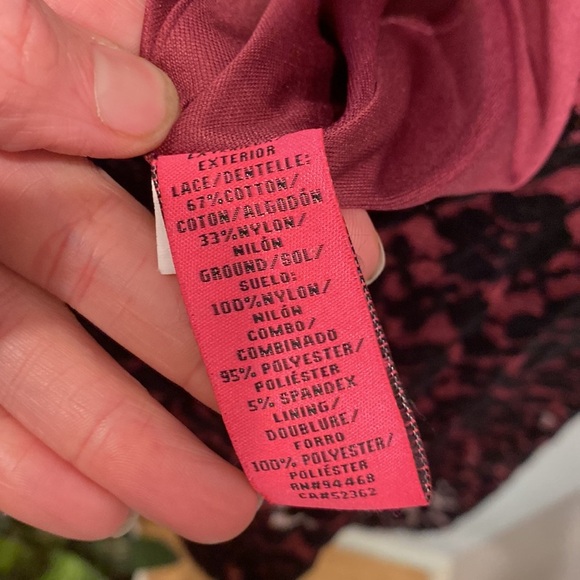 EXTERIOR
LACE/DENTELLE:
67%COTTON/
COTON/ALGODÓN
33%NYLON/
NILÓN
GROUND/SOL/
SUELO:
100%NYLON/
NILÓN
COMBO/
COMBINADO
95% POLYESTER/
POLIÉSTER
5% SPANDEX
LINING/
DOUBLURE/
FORRO
100% POLYESTER/
POLIÉSTER
RN#94468
CA#52362